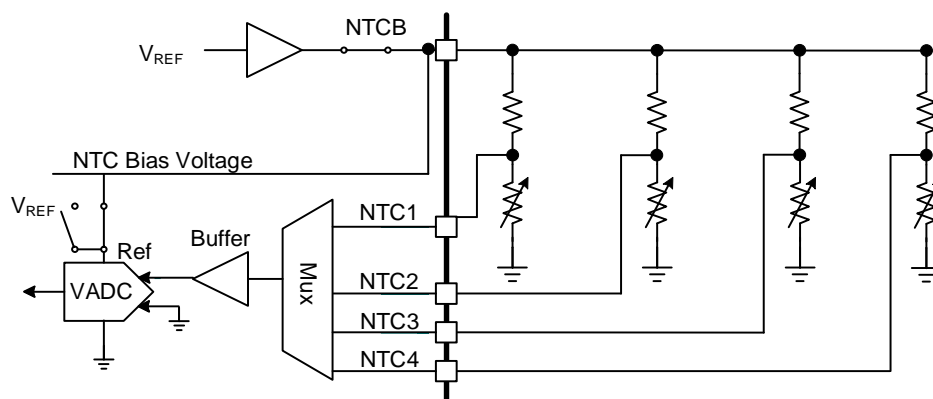 NTCB
VREF
NTC Bias Voltage
VREF
NTC1
Ref
Buffer
Mux
VADC
NTC2
NTC3
NTC4